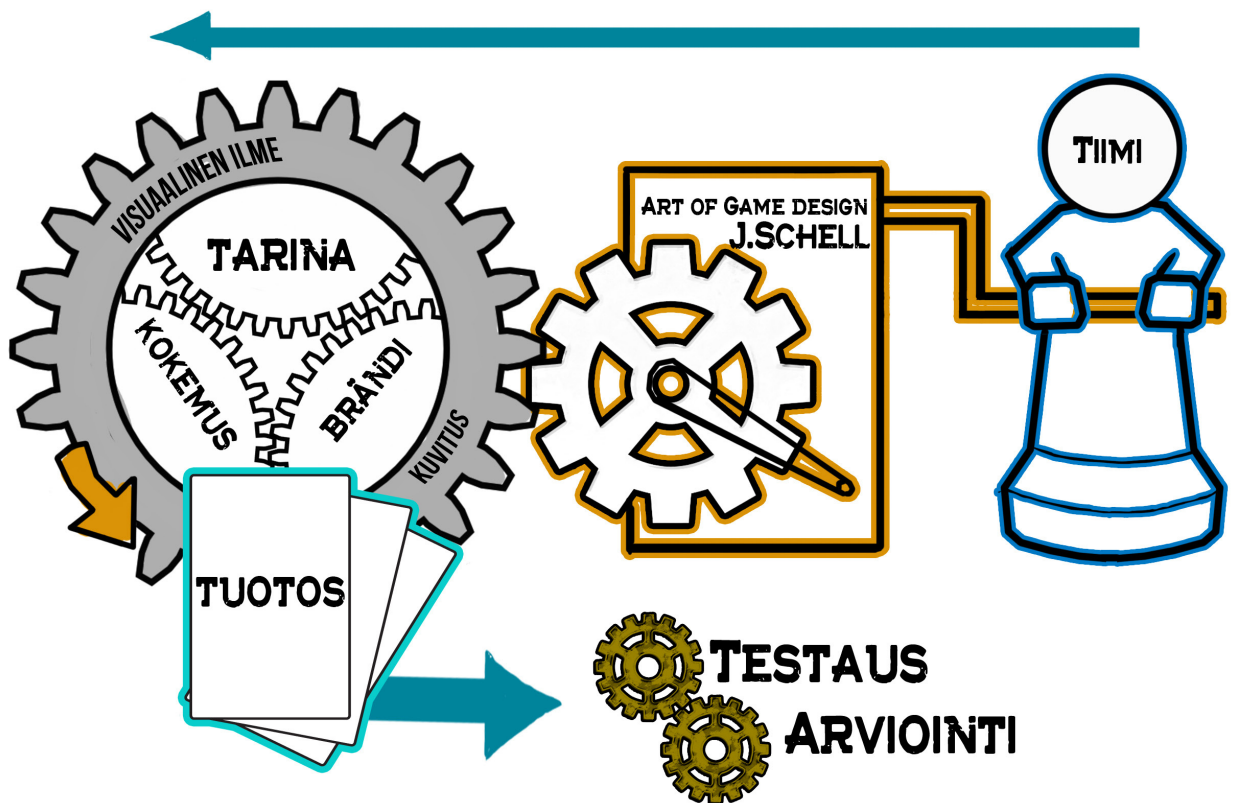 VISUAALINEN ILME
TARINA
KOKEMUS
BRÄNDI
KUVITUS
TUOTOS
ART OF GAME DESIGN
J.SCHELL
TIIMI
TESTAUS
ARVIOINTI